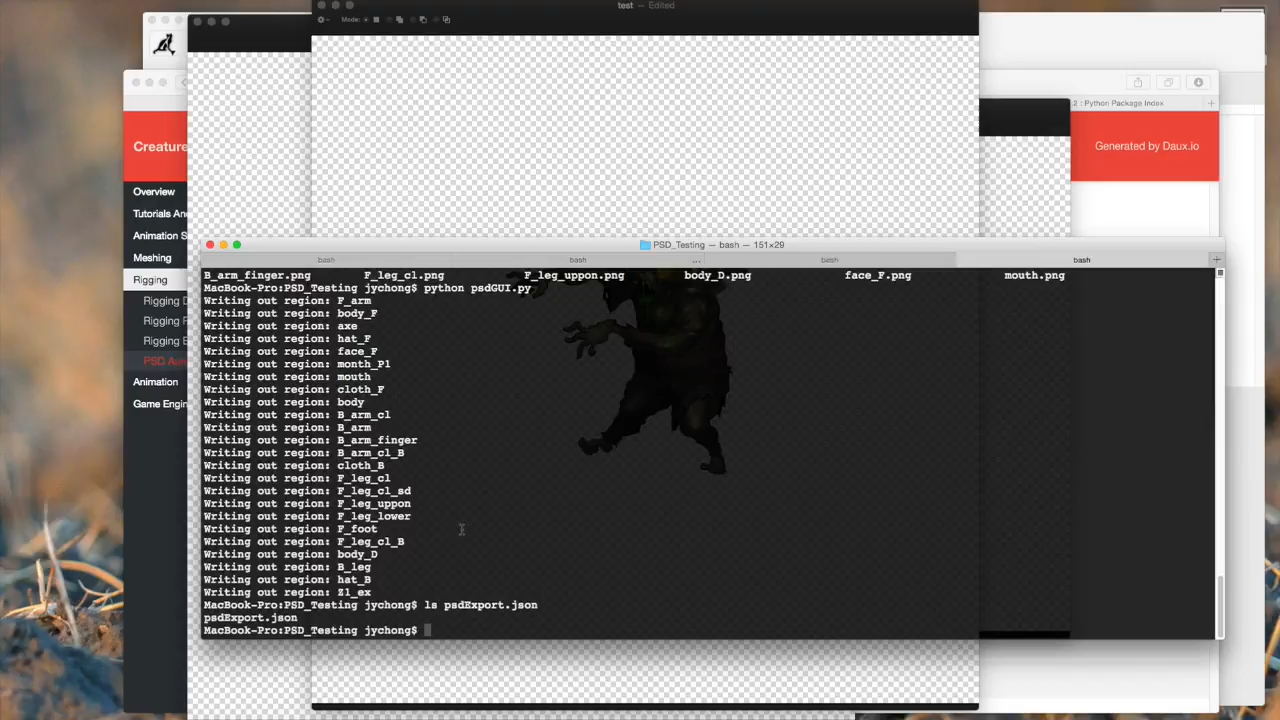 test — Edited
Mode:
2 : Python Package Index
Creature
Generated by Daux.io
Overview
Tutorials An
Animation S
Meshing
Rigging
Rigging
Rigging
Rigging
PSD
Animation
Game Engin
PSD_Testing — bash — 151×29
bash
bash
...
bash
bash
B_arm_finger.png F_leg_cl.png F_leg_uppon.png body_D.png face_F.png mouth.png
MacBook-Pro:PSD_Testing jychong$ python psdGUI.py
Writing out region: F_arm
Writing out region: body_F
Writing out region: axe
Writing out region: hat_F
Writing out region: face_F
Writing out region: month_P1
Writing out region: mouth
Writing out region: cloth_F
Writing out region: body
Writing out region: B_arm_cl
Writing out region: B_arm
Writing out region: B_arm_finger
Writing out region: B_arm_cl_B
Writing out region: cloth_B
Writing out region: F_leg_cl
Writing out region: F_leg_cl_sd
Writing out region: F_leg_uppon
Writing out region: F_leg_lower
Writing out region: F_foot
Writing out region: F_leg_cl_B
Writing out region: body_D
Writing out region: B_leg
Writing out region: hat_B
Writing out region: Z1_ex
MacBook-Pro:PSD_Testing jychong$ ls psdExport.json
psdExport.json
MacBook-Pro:PSD_Testing jychong$